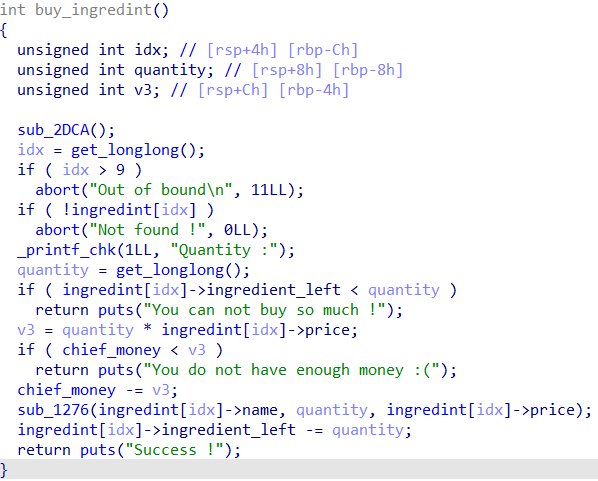 int buy_ingredint()
{
  unsigned int idx; // [rsp+4h] [rbp-Ch]
  unsigned int quantity; // [rsp+8h] [rbp-8h]
  unsigned int v3; // [rsp+Ch] [rbp-4h]

  sub_2DCA();
  idx = get_longlong();
  if ( idx > 9 )
    abort("Out of bound\n", 11LL);
  if ( !ingredint[idx] )
    abort("Not found !", 0LL);
  _printf_chk(1LL, "Quantity :");
  quantity = get_longlong();
  if ( ingredint[idx]->ingredient_left < quantity )
    return puts("You can not buy so much !");
  v3 = quantity * ingredint[idx]->price;
  if ( chief_money < v3 )
    return puts("You do not have enough money :(");
  chief_money -= v3;
  sub_1276(ingredint[idx]->name, quantity, ingredint[idx]->price);
  ingredint[idx]->ingredient_left -= quantity;
  return puts("Success !");
}